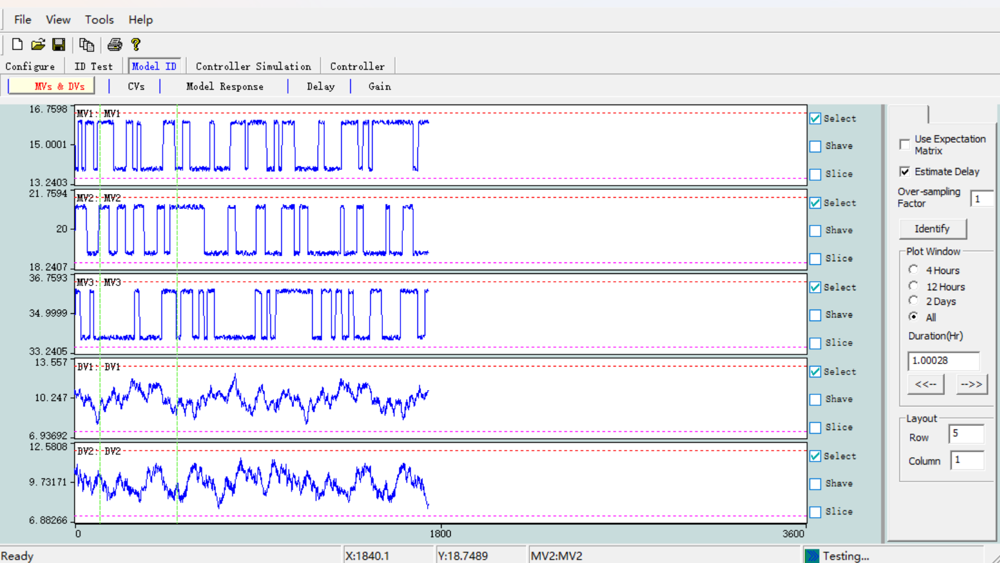 File View Tools Help
Configure ID Test Model ID Controller Simulation Controller
MVs & DVs CVs Model Response Delay Gain
16.7598
MV1: MV1
15.0001
13.2403
Select
Shave
Slice
21.7594
MV2: MV2
20
18.2407
Select
Shave
Slice
36.7593
MV3: MV3
34.9999
33.2405
Select
Shave
Slice
13.557
DV1: DV1
10.247
6.93692
Select
Shave
Slice
12.5808
DV2: DV2
9.73171
6.88266
Select
Shave
Slice
0 1800 3600
Use Expectation
Matrix
Estimate Delay
Over-sampling
Factor
1
Identify
Plot Window
4 Hours
12 Hours
2 Days
All
Duration(Hr)
1.00028
<<-- -->>
Layout
Row 5
Column 1
Ready X:1840.1 Y:18.7489 MV2:MV2 Testing...